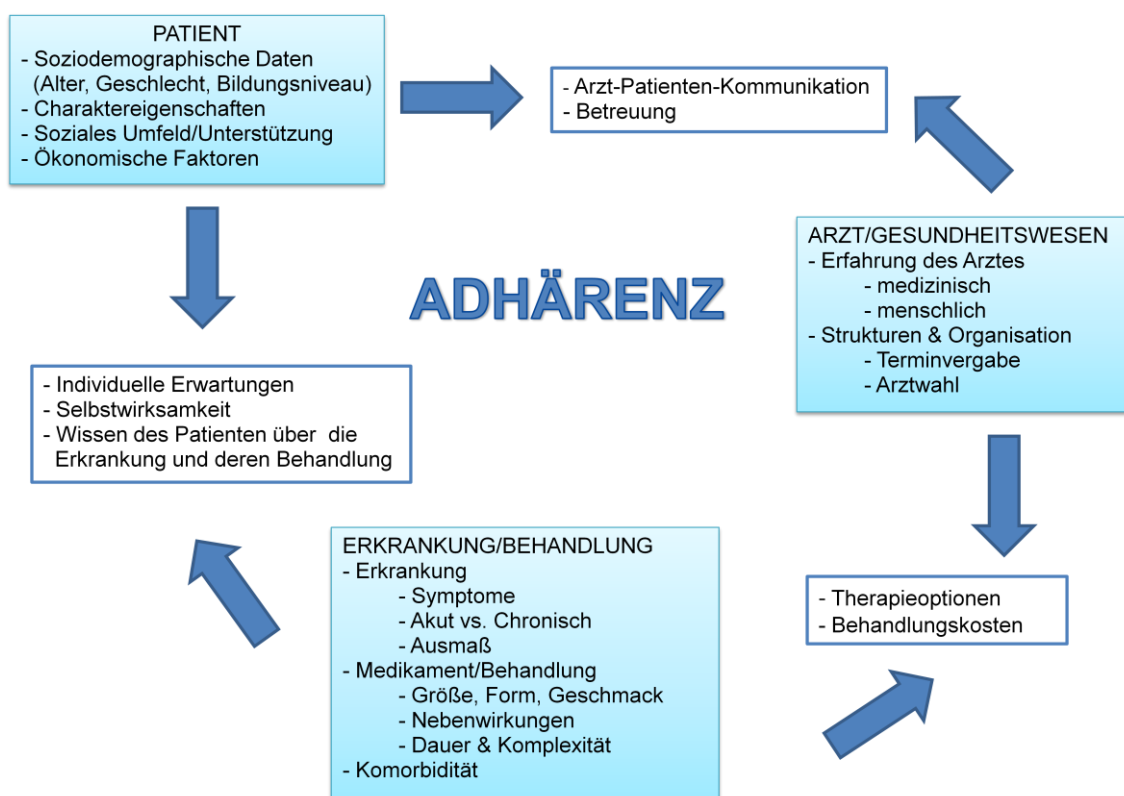 PATIENT
- Soziodemographische Daten
(Alter, Geschlecht, Bildungsniveau)
- Charaktereigenschaften
- Soziales Umfeld/Unterstützung
- Ökonomische Faktoren
- Arzt-Patienten-Kommunikation
- Betreuung
ARZT/GESUNDHEITSWESEN
- Erfahrung des Arztes
- medizinisch
- menschlich
- Strukturen & Organisation
- Terminvergabe
- Arztwahl
ADHÄRENZ
- Individuelle Erwartungen
- Selbstwirksamkeit
- Wissen des Patienten über die
Erkrankung und deren Behandlung
ERKRANKUNG/BEHANDLUNG
- Erkrankung
- Symptome
- Akut vs. Chronisch
- Ausmaß
- Medikament/Behandlung
- Größe, Form, Geschmack
- Nebenwirkungen
- Dauer & Komplexität
- Komorbidität
- Therapieoptionen
- Behandlungskosten